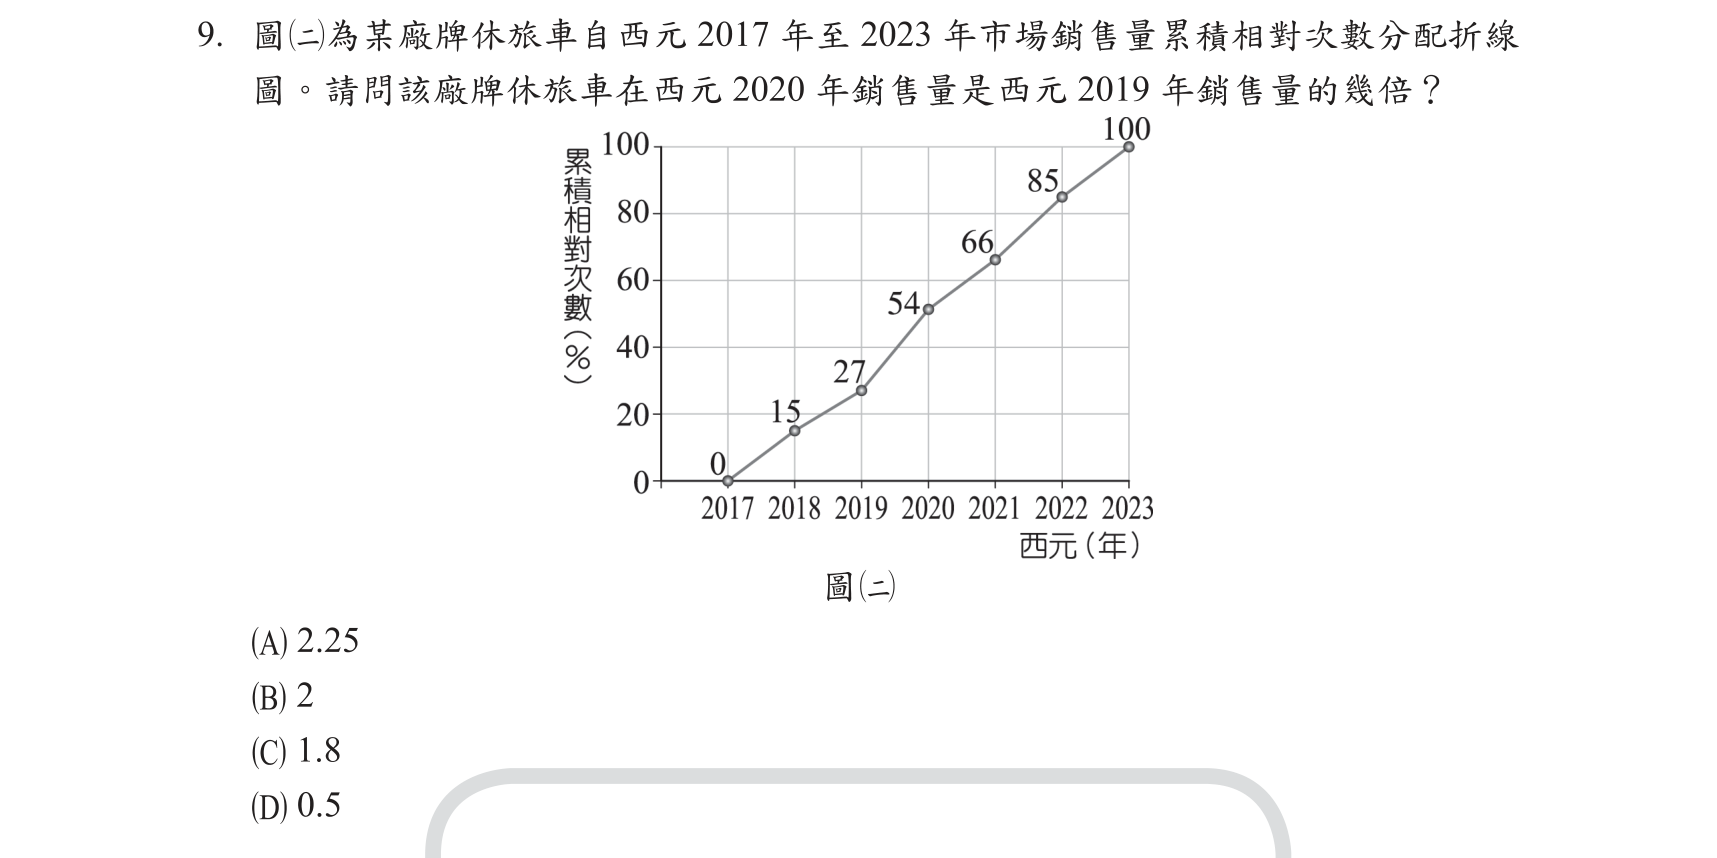 9. 圖㈡為某廠牌休旅車自西元 2017 年至 2023 年市場銷售量累積相對次數分配折線
圖。請問該廠牌休旅車在西元 2020 年銷售量是西元 2019 年銷售量的幾倍？
累積相對次數(%)
100
80
60
40
20
0
0
15
27
54
66
85
100
2017 2018 2019 2020 2021 2022 2023
西元(年)
圖㈡
(A) 2.25
(B) 2
(C) 1.8
(D) 0.5